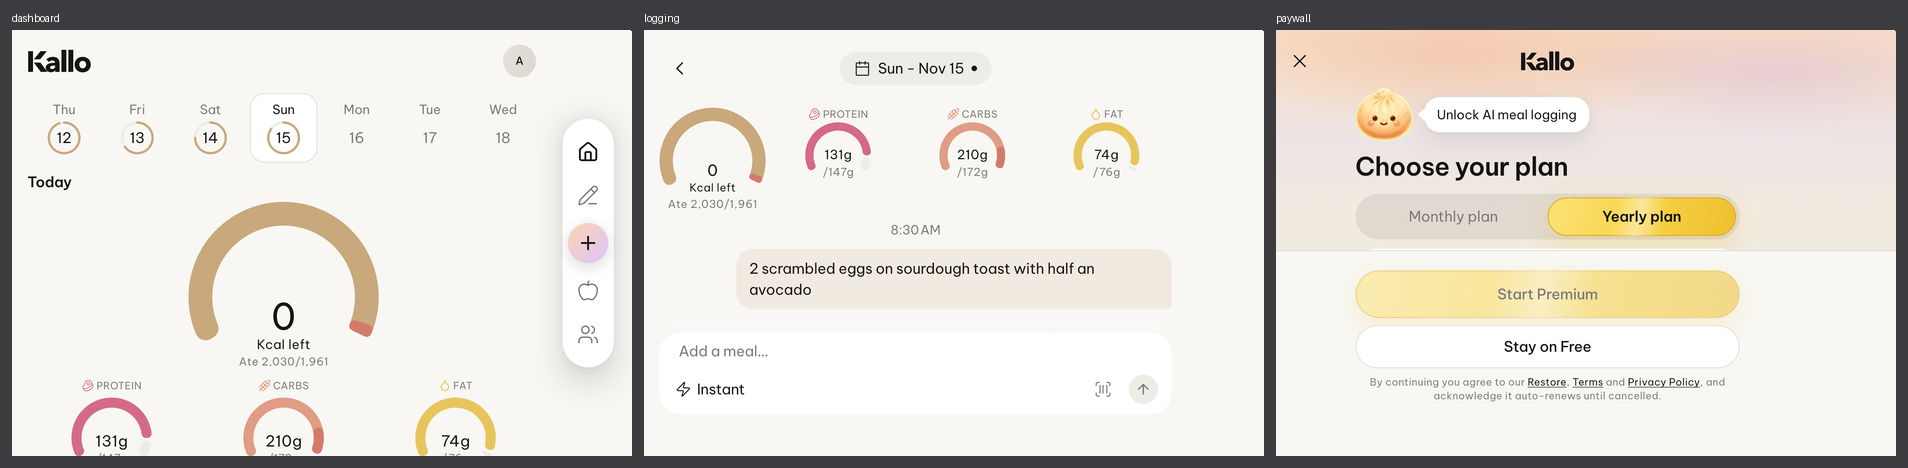 dashboard
Kallo
A
Thu Fri Sat Sun Mon Tue Wed
12 13 14 15 16 17 18
Today
0
Kcal left
Ate 2,030/1,961
PROTEIN CARBS FAT
131g 210g 74g
logging
Sun - Nov 15
PROTEIN CARBS FAT
0
Kcal left
Ate 2,030/1,961
131g 210g 74g
/147g /172g /76g
8:30 AM
2 scrambled eggs on sourdough toast with half an
avocado
Add a meal...
Instant
paywall
Kallo
Unlock AI meal logging
Choose your plan
Monthly plan Yearly plan
Start Premium
Stay on Free
By continuing you agree to our Restore, Terms and Privacy Policy, and
acknowledge it auto-renews until cancelled.